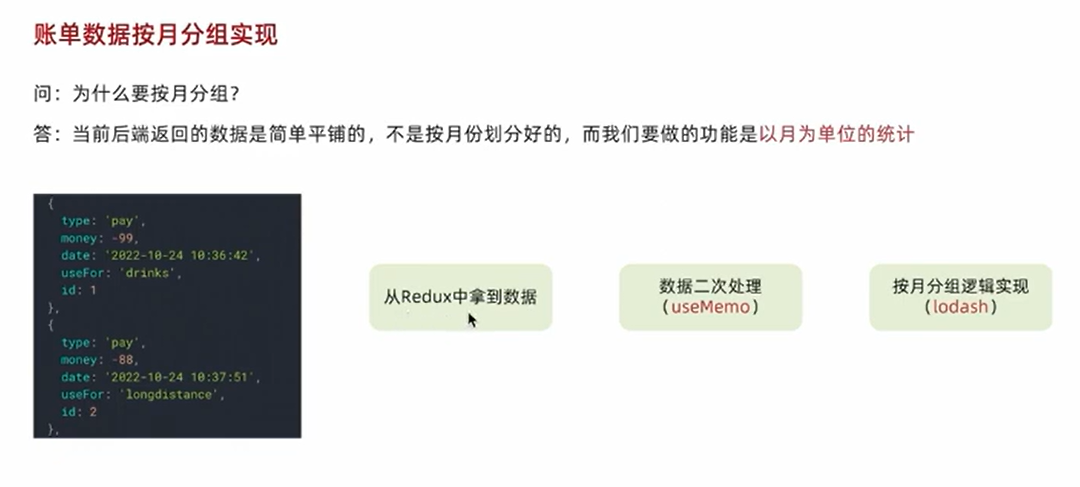 账单数据按月分组实现
问：为什么要按月分组？
答：当前后端返回的数据是简单平铺的，不是按月份划分好的，而我们要做的功能是以月为单位的统计
{
type: 'pay',
money: -99,
date: '2022-10-24 10:36:42',
useFor: 'drinks',
id: 1
},
{
type: 'pay',
money: -88,
date: '2022-10-24 10:37:51',
useFor: 'longdistance',
id: 2
},
从Redux中拿到数据
数据二次处理
（useMemo）
按月分组逻辑实现
（lodash）